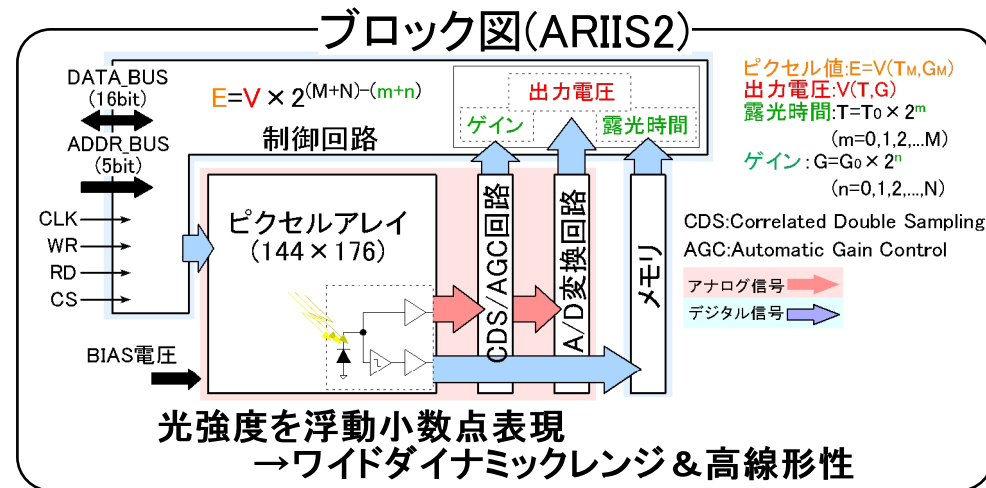 ブロック図(ARIIS2)
DATA_BUS
(16bit)
ADDR_BUS
(5bit)
CLK
WR
RD
CS
BIAS電圧
E=V×2(M+N)-(m+n)
制御回路
出力電圧
ゲイン
露光時間
ピクセルアレイ
(144×176)
CDS/AGC回路
A/D変換回路
メモリ
ピクセル値:E=V(TM,GM)
出力電圧:V(T,G)
露光時間:T=T0×2m
(m=0,1,2,...M)
ゲイン:G=G0×2n
(n=0,1,2,...,N)
CDS:Correlated Double Sampling
AGC:Automatic Gain Control
アナログ信号
デジタル信号
光強度を浮動小数点表現
→ワイドダイナミックレンジ&高線形性